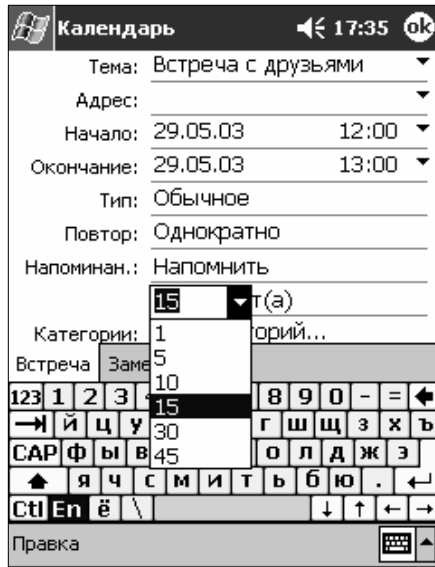 Календарь 17:35 ok
Тема: Встреча с друзьями
Адрес:
Начало: 29.05.03 12:00
Окончание: 29.05.03 13:00
Тип: Обычное
Повтор: Однократно
Напоминан.: Напомнить
15 т(а)
Категории: орий...
1
5
10
15
30
45
Встреча Заме
123 1 2 3 8 9 0 - =
й ц у г ш щ з х ъ
CAP ф ы в о л д ж э
я ч с м и т ь б ю .
Ctl En ё \ ↓ ↑ ← →
Правка